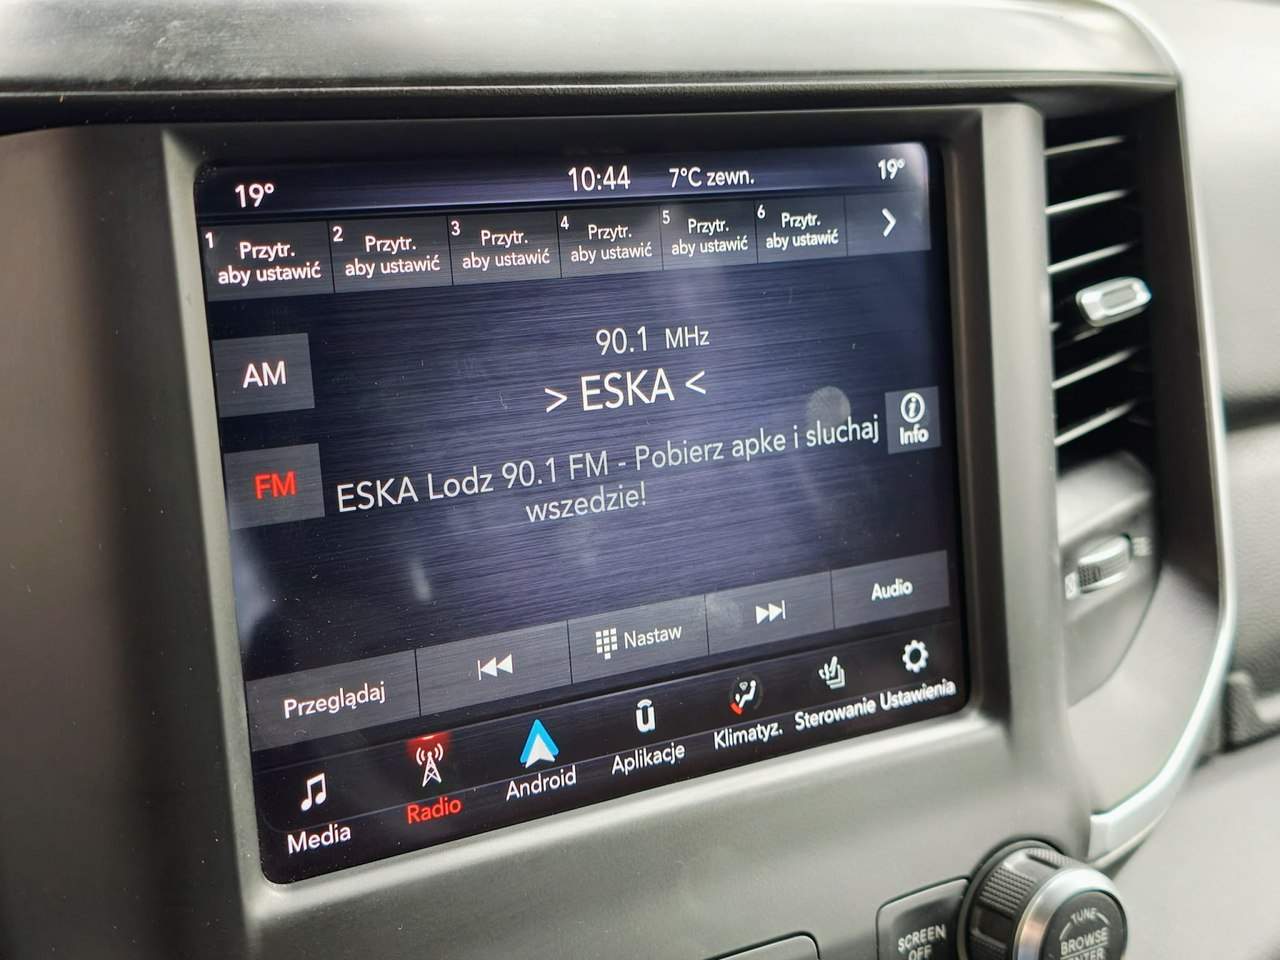 19° 10:44 7°C zewn. 19°
1 Przytr. aby ustawić
2 Przytr. aby ustawić
3 Przytr. aby ustawić
4 Przytr. aby ustawić
5 Przytr. aby ustawić
6 Przytr. aby ustawić
90.1 MHz
AM
> ESKA <
Info
FM
ESKA Lodz 90.1 FM - Pobierz apke i sluchaj
wszedzie!
Przeglądaj Nastaw Audio
Media Radio Android Aplikacje Klimatyz. Sterowanie Ustawienia
SCREEN
OFF
TUNE
BROWSE
ENTER